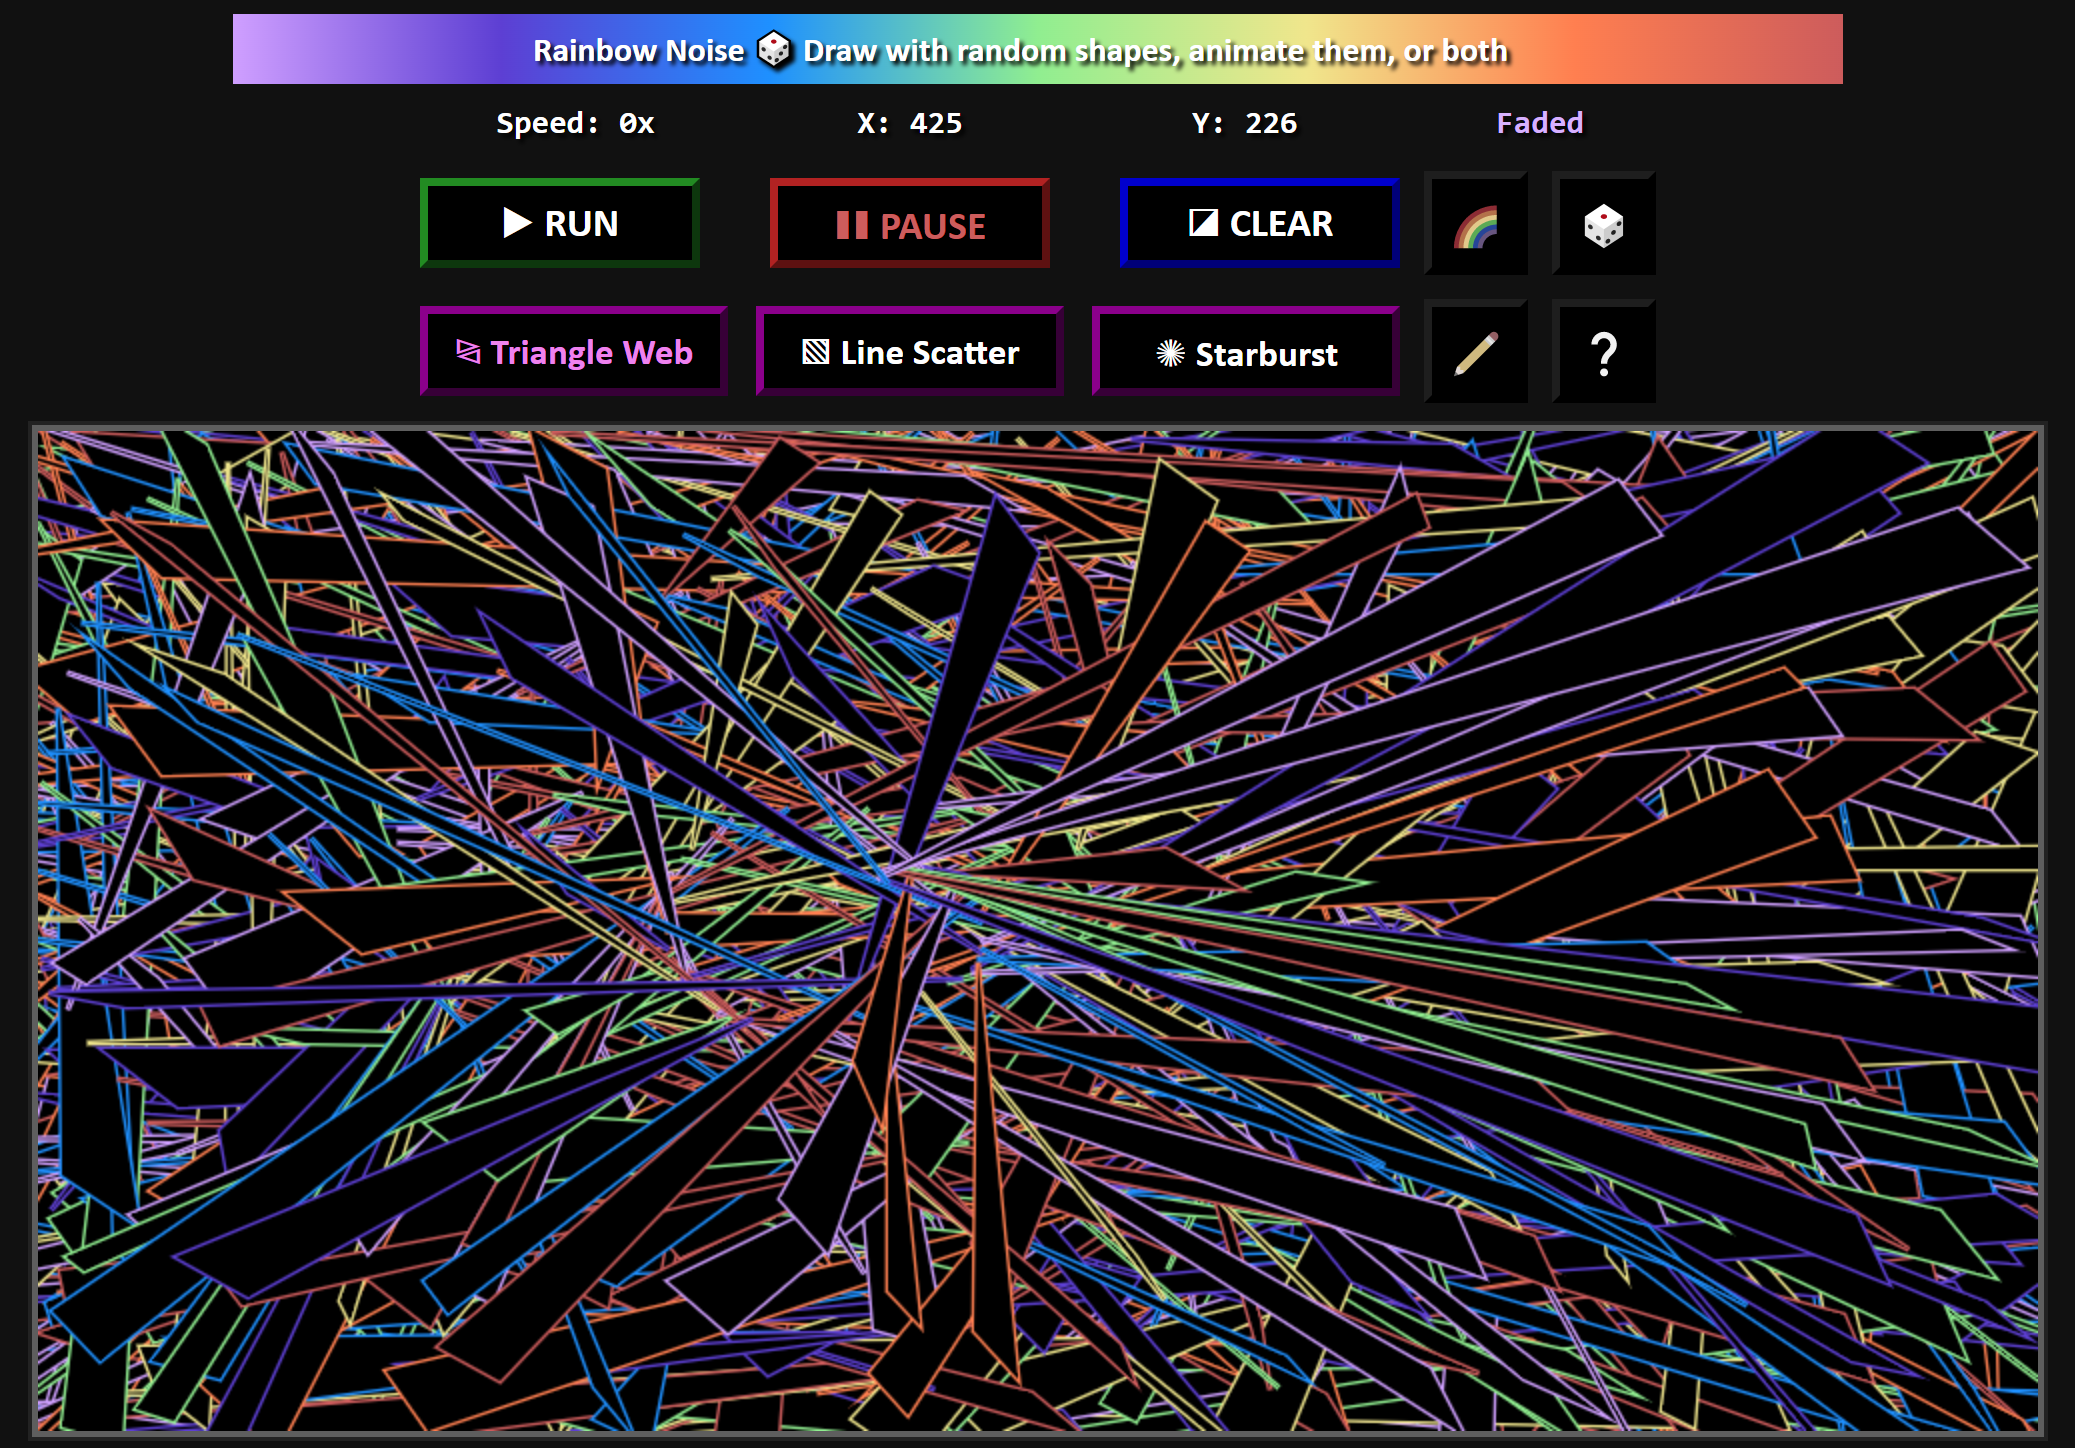 Rainbow Noise 🎲 Draw with random shapes, animate them, or both
Speed: 0x X: 425 Y: 226 Faded
▶ RUN ❚❚ PAUSE ◪ CLEAR
Triangle Web ▧ Line Scatter ✺ Starburst ?